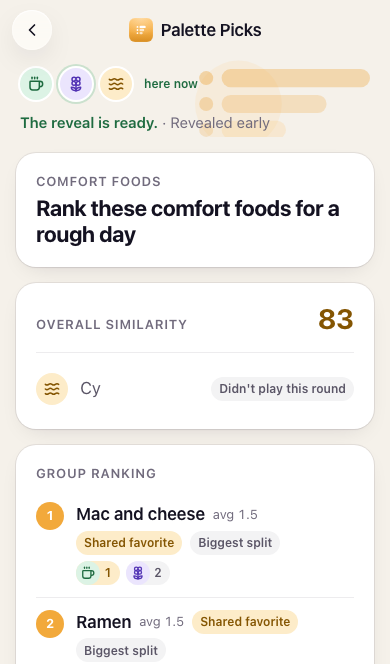 Palette Picks
here now
The reveal is ready. · Revealed early
COMFORT FOODS
Rank these comfort foods for a
rough day
OVERALL SIMILARITY
83
Cy
Didn't play this round
GROUP RANKING
1 Mac and cheese avg 1.5
Shared favorite Biggest split
1 2
2 Ramen avg 1.5 Shared favorite
Biggest split